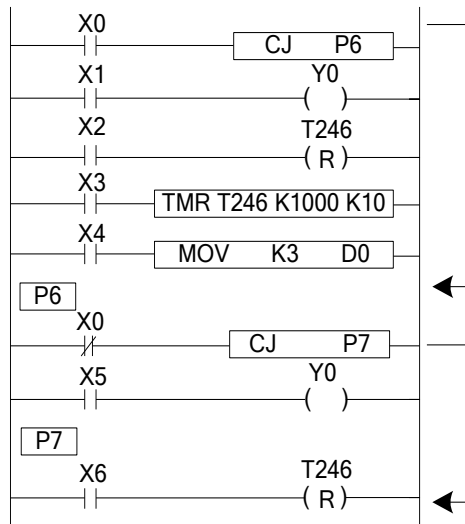 X0
CJ P6
X1 Y0
X2 T246
R
X3
TMR T246 K1000 K10
X4
MOV K3 D0
P6
X0
CJ P7
X5 Y0
P7
X6 T246
R